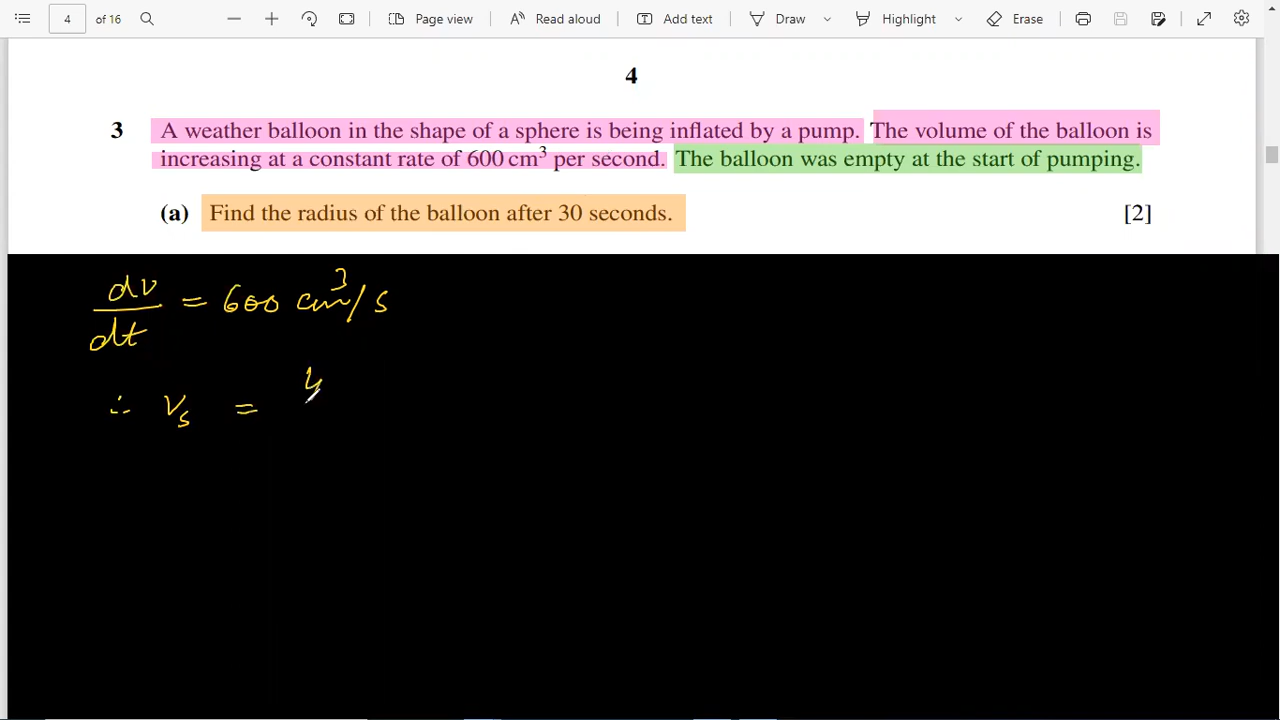 4 of 16 Page view Read aloud Add text Draw Highlight Erase
4
3 A weather balloon in the shape of a sphere is being inflated by a pump. The volume of the balloon is
increasing at a constant rate of 600 cm³ per second. The balloon was empty at the start of pumping.
(a) Find the radius of the balloon after 30 seconds. [2]
dv/dt = 600 cm³/s
∴ Vs = 4